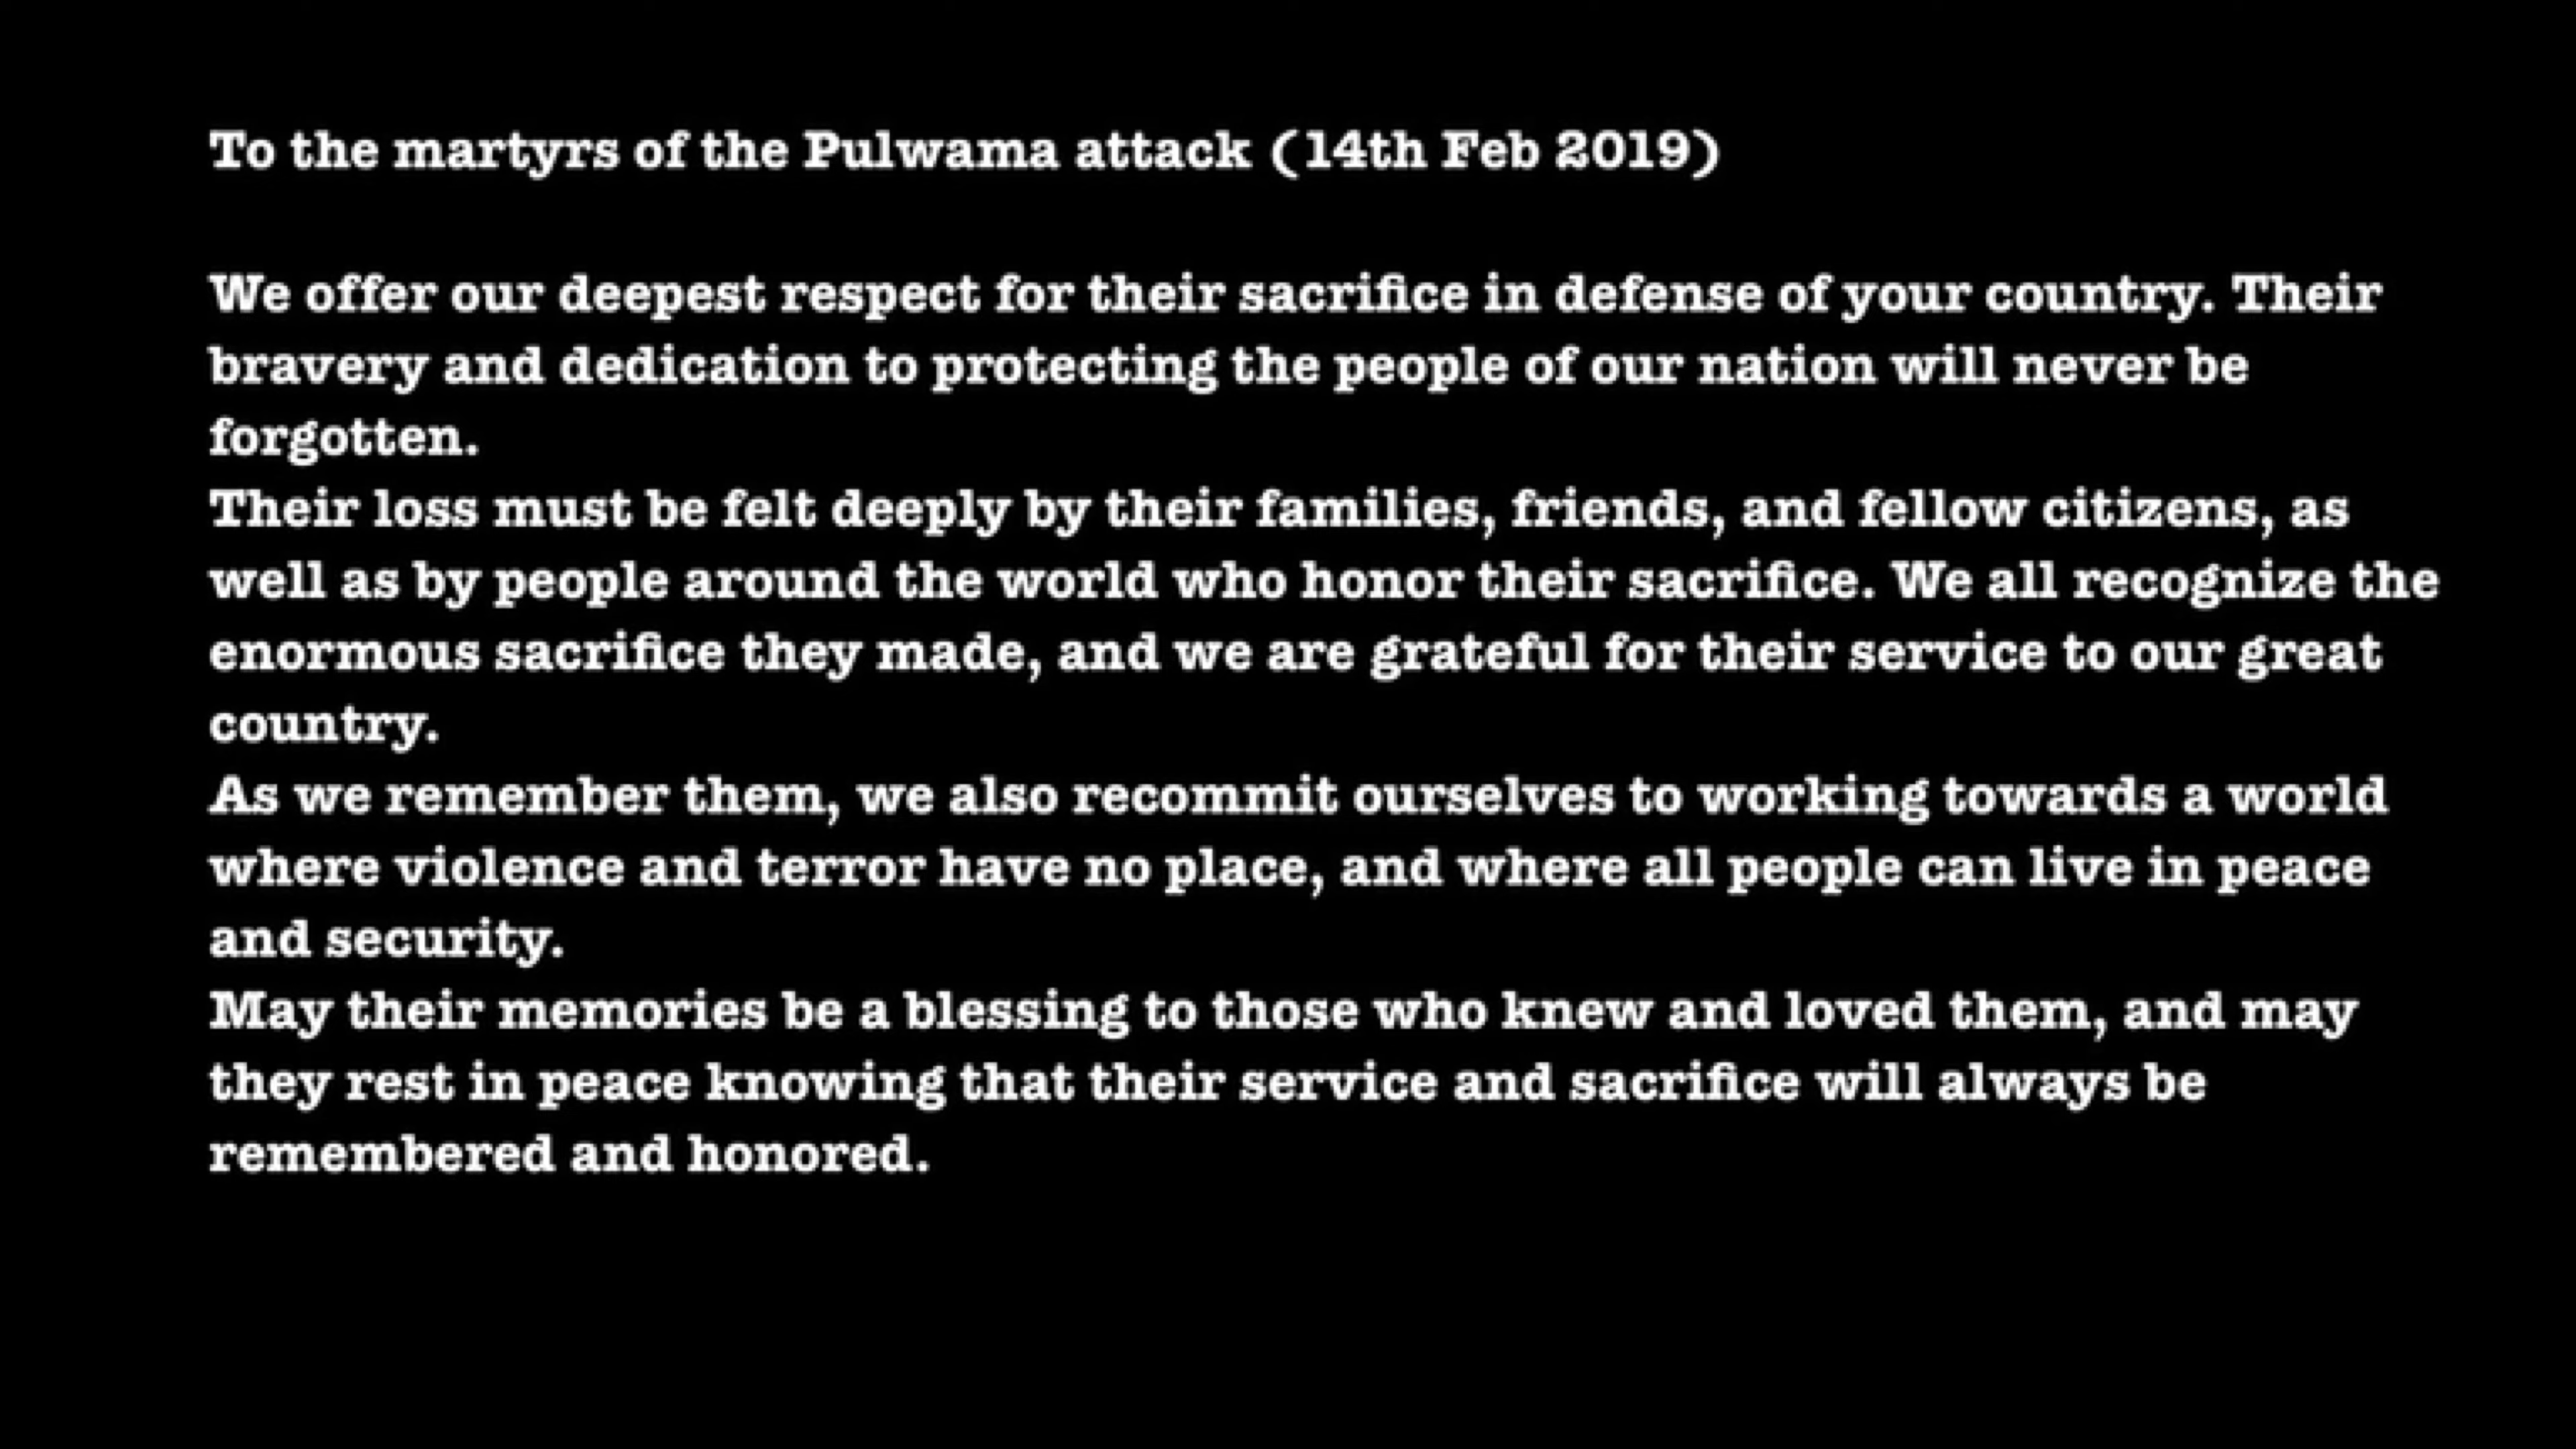 To the martyrs of the Pulwama attack (14th Feb 2019)
We offer our deepest respect for their sacrifice in defense of your country. Their
bravery and dedication to protecting the people of our nation will never be
forgotten.
Their loss must be felt deeply by their families, friends, and fellow citizens, as
well as by people around the world who honor their sacrifice. We all recognize the
enormous sacrifice they made, and we are grateful for their service to our great
country.
As we remember them, we also recommit ourselves to working towards a world
where violence and terror have no place, and where all people can live in peace
and security.
May their memories be a blessing to those who knew and loved them, and may
they rest in peace knowing that their service and sacrifice will always be
remembered and honored.